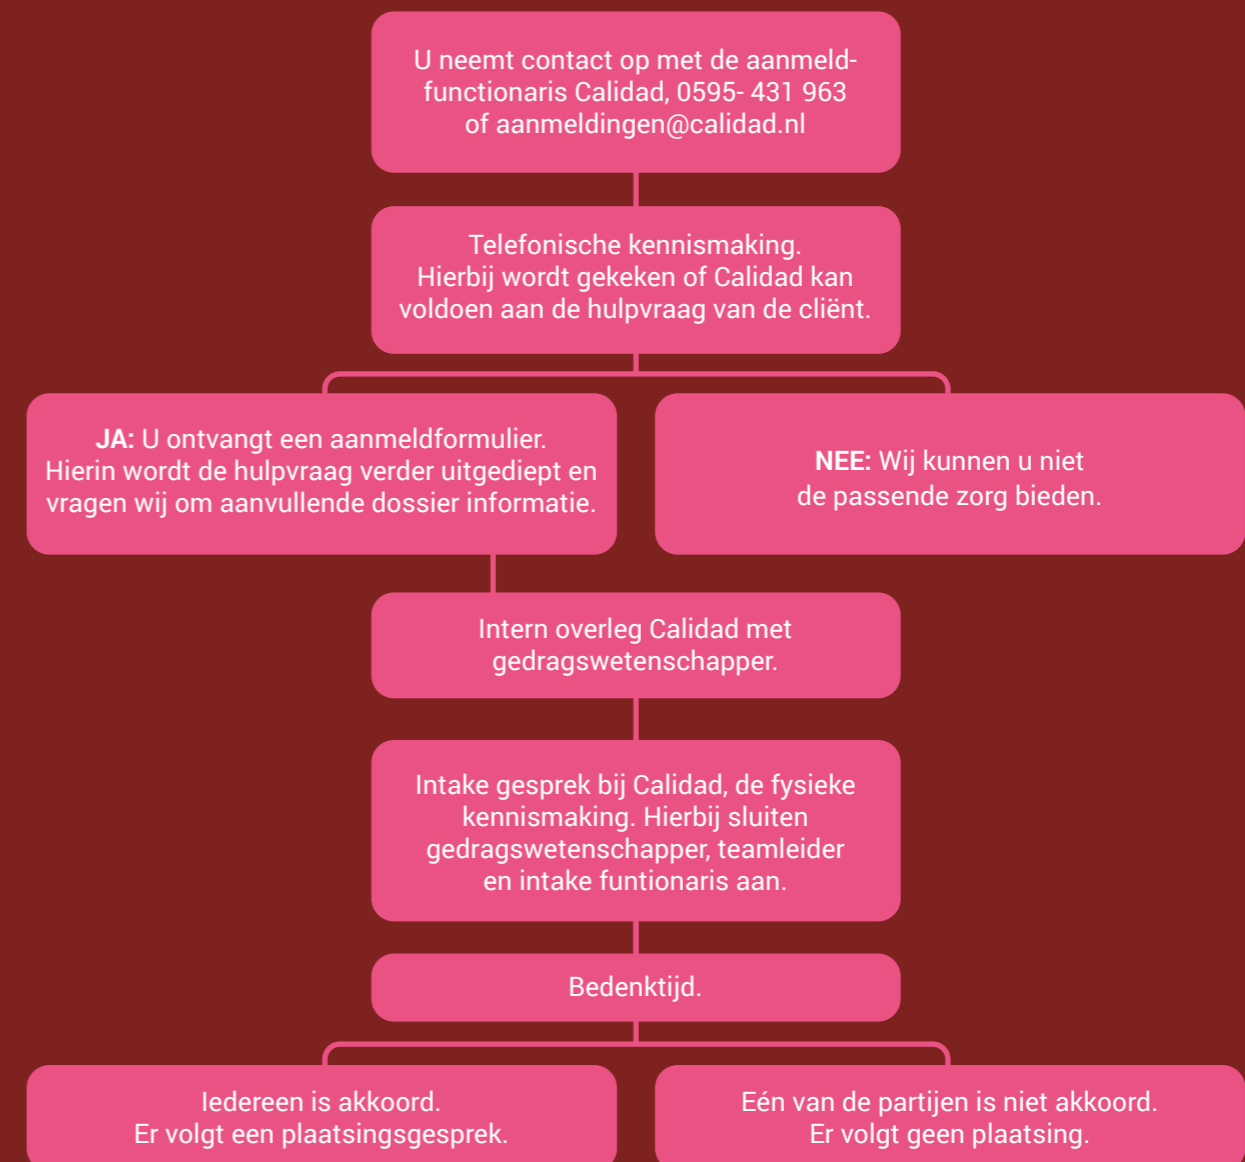 U neemt contact op met de aanmeld-
functionaris Calidad, 0595- 431 963
of aanmeldingen@calidad.nl
Telefonische kennismaking.
Hierbij wordt gekeken of Calidad kan
voldoen aan de hulpvraag van de cliënt.
JA: U ontvangt een aanmeldformulier.
Hierin wordt de hulpvraag verder uitgediept en
vragen wij om aanvullende dossier informatie.
NEE: Wij kunnen u niet
de passende zorg bieden.
Intern overleg Calidad met
gedragswetenschapper.
Intake gesprek bij Calidad, de fysieke
kennismaking. Hierbij sluiten
gedragswetenschapper, teamleider
en intake funtionaris aan.
Bedenktijd.
Iedereen is akkoord.
Er volgt een plaatsingsgesprek.
Eén van de partijen is niet akkoord.
Er volgt geen plaatsing.